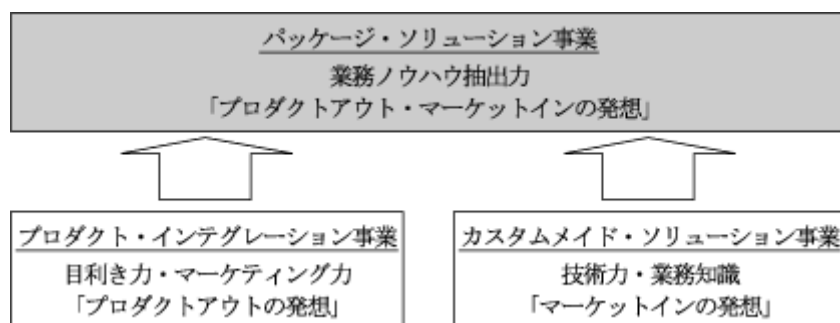 パッケージ・ソリューション事業
業務ノウハウ抽出力
「プロダクトアウト・マーケットインの発想」
プロダクト・インテグレーション事業
目利き力・マーケティング力
「プロダクトアウトの発想」
カスタムメイド・ソリューション事業
技術力・業務知識
「マーケットインの発想」